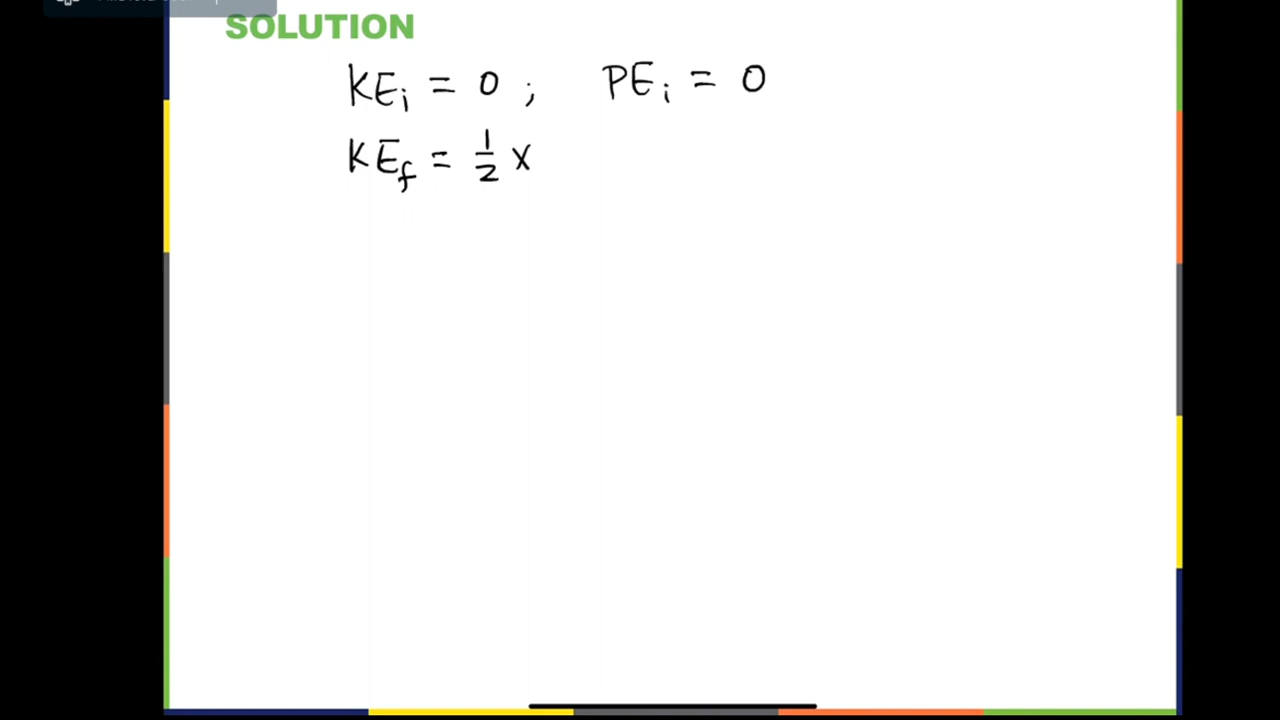 SOLUTION
KEi = 0 ; PEi = 0
KEf = 1/2 x